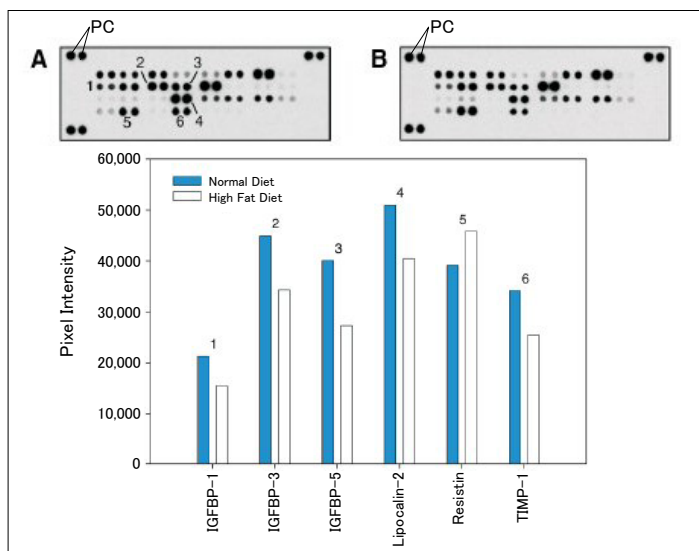 PC
PC
A
B
2
3
1
5
6
4
60,000
50,000
40,000
30,000
20,000
10,000
0
Pixel Intensity
Normal Diet
High Fat Diet
1
2
3
4
5
6
IGFBP-1
IGFBP-3
IGFBP-5
Lipocalin-2
Resistin
TIMP-1